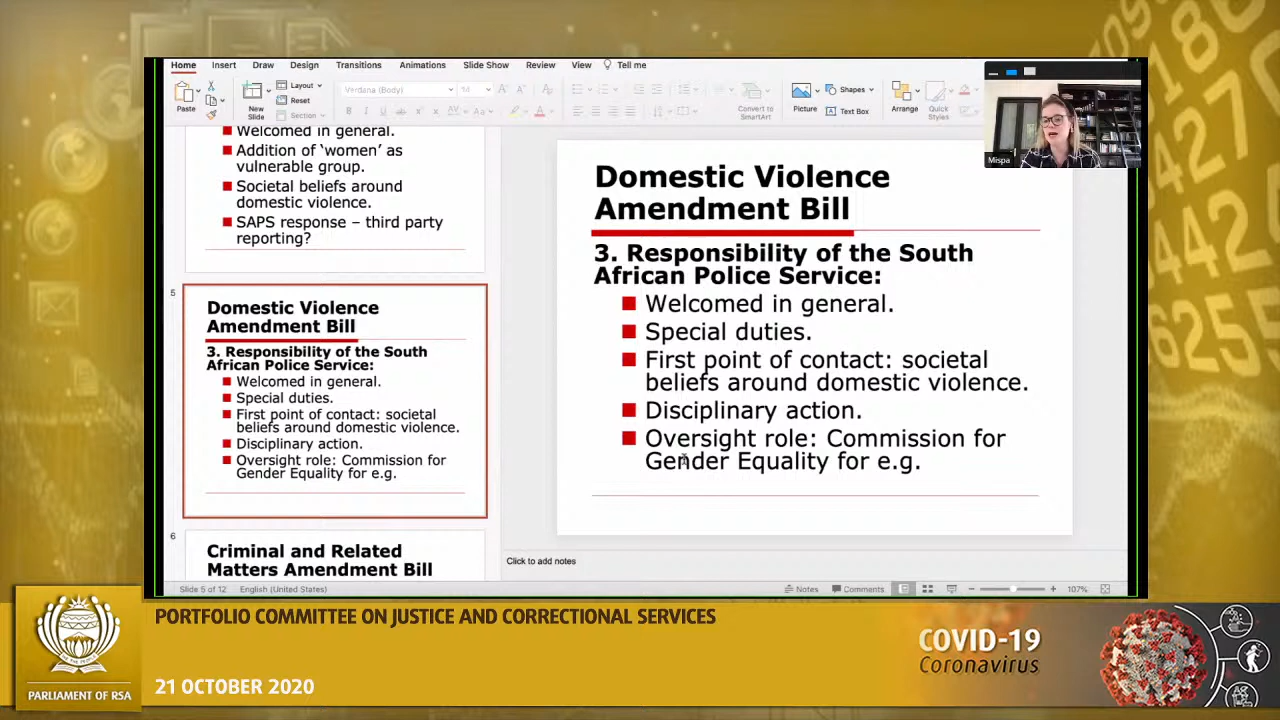 Home Insert Draw Design Transitions Animations Slide Show Review View Tell me
Paste
New
Slide
Layout
Reset
Section
Verdana (Body)
14
Convert to
SmartArt
Picture
Shapes
Text Box
Arrange
Quick
Styles
Mispa
Welcomed in general.
Addition of ‘women’ as
vulnerable group.
Societal beliefs around
domestic violence.
SAPS response – third party
reporting?
5
Domestic Violence
Amendment Bill
3. Responsibility of the South
African Police Service:
Welcomed in general.
Special duties.
First point of contact: societal
beliefs around domestic violence.
Disciplinary action.
Oversight role: Commission for
Gender Equality for e.g.
6
Criminal and Related
Matters Amendment Bill
Domestic Violence
Amendment Bill
3. Responsibility of the South
African Police Service:
Welcomed in general.
Special duties.
First point of contact: societal
beliefs around domestic violence.
Disciplinary action.
Oversight role: Commission for
Gender Equality for e.g.
Click to add notes
Slide 5 of 12 English (United States) Notes Comments 107%
PORTFOLIO COMMITTEE ON JUSTICE AND CORRECTIONAL SERVICES
21 OCTOBER 2020
PARLIAMENT OF RSA
COVID-19
Coronavirus